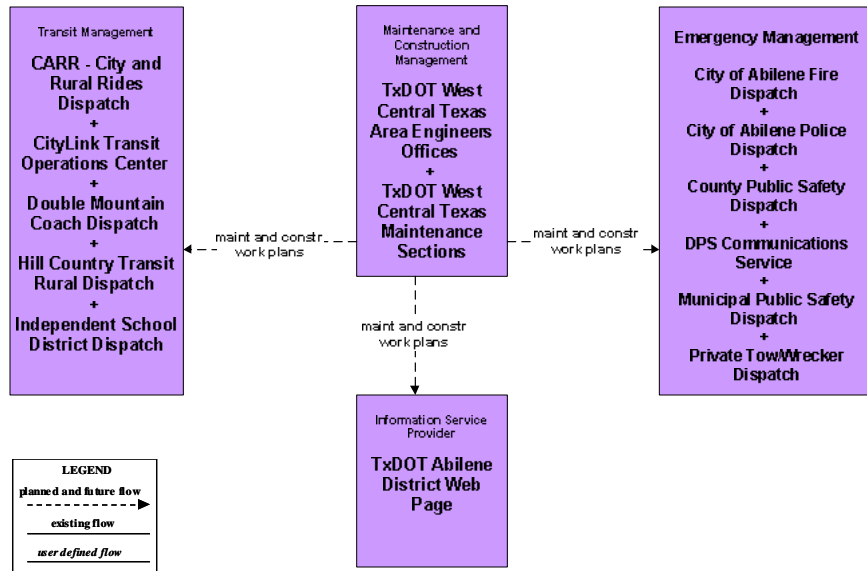 Transit Management
CARR - City and
Rural Rides
Dispatch
+
CityLink Transit
Operations Center
+
Double Mountain
Coach Dispatch
+
Hill Country Transit
Rural Dispatch
+
Independent School
District Dispatch
maint and constr
work plans
Maintenance and
Construction
Management
TxDOT West
Central Texas
Area Engineers
Offices
+
TxDOT West
Central Texas
Maintenance
Sections
maint and constr
work plans
maint and constr
work plans
Emergency Management
City of Abilene Fire
Dispatch
+
City of Abilene Police
Dispatch
+
County Public Safety
Dispatch
+
DPS Communications
Service
+
Municipal Public Safety
Dispatch
+
Private Tow/Wrecker
Dispatch
Information Service
Provider
TxDOT Abilene
District Web
Page
LEGEND
planned and future flow
existing flow
user defined flow